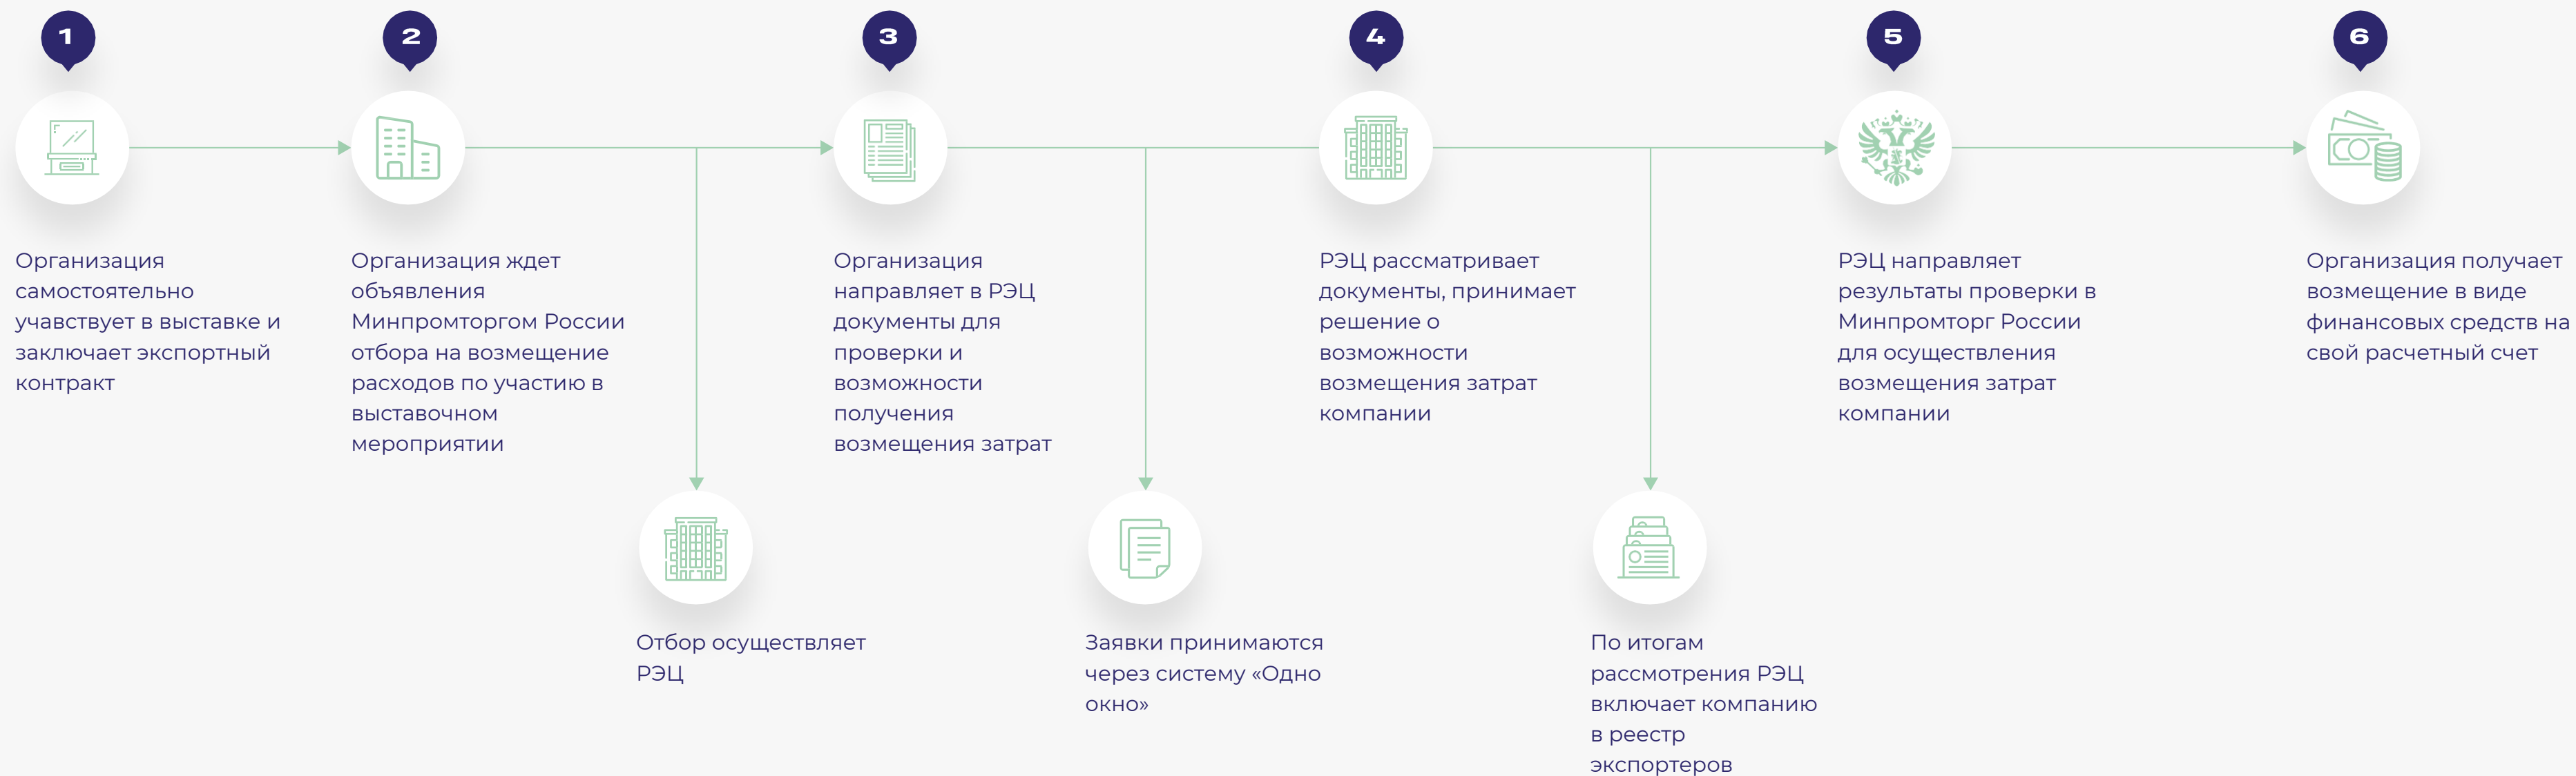 1
2
3
4
5
6
Организация
самостоятельно
учавствует в выставке и
заключает экспортный
контракт
Организация ждет
объявления
Минпромторгом России
отбора на возмещение
расходов по участию в
выставочном
мероприятии
Организация
направляет в РЭЦ
документы для
проверки и
возможности
получения
возмещения затрат
РЭЦ рассматривает
документы, принимает
решение о
возможности
возмещения затрат
компании
РЭЦ направляет
результаты проверки в
Минпромторг России
для осуществления
возмещения затрат
компании
Организация получает
возмещение в виде
финансовых средств на
свой расчетный счет
Отбор осуществляет
РЭЦ
Заявки принимаются
через систему «Одно
окно»
По итогам
рассмотрения РЭЦ
включает компанию
в реестр
экспортеров